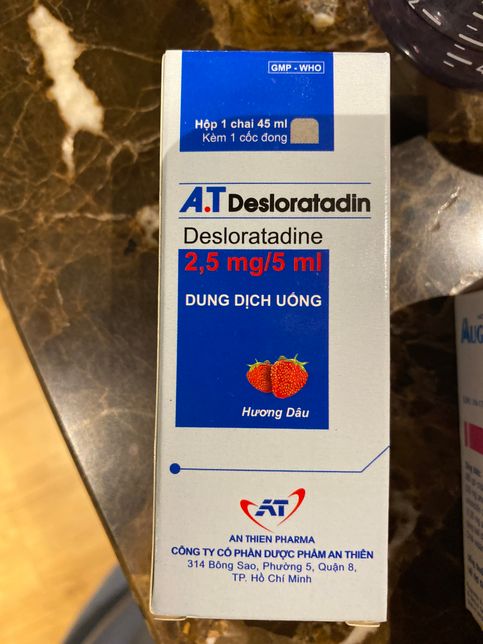 GMP - WHO
Hộp 1 chai 45 ml
Kèm 1 cốc đong
A.T Desloratadin
Desloratadine
2,5 mg/5 ml
DUNG DỊCH UỐNG
Hương Dâu
AT
AN THIEN PHARMA
CÔNG TY CỔ PHẦN DƯỢC PHẨM AN THIÊN
314 Bông Sao, Phường 5, Quận 8,
TP. Hồ Chí Minh